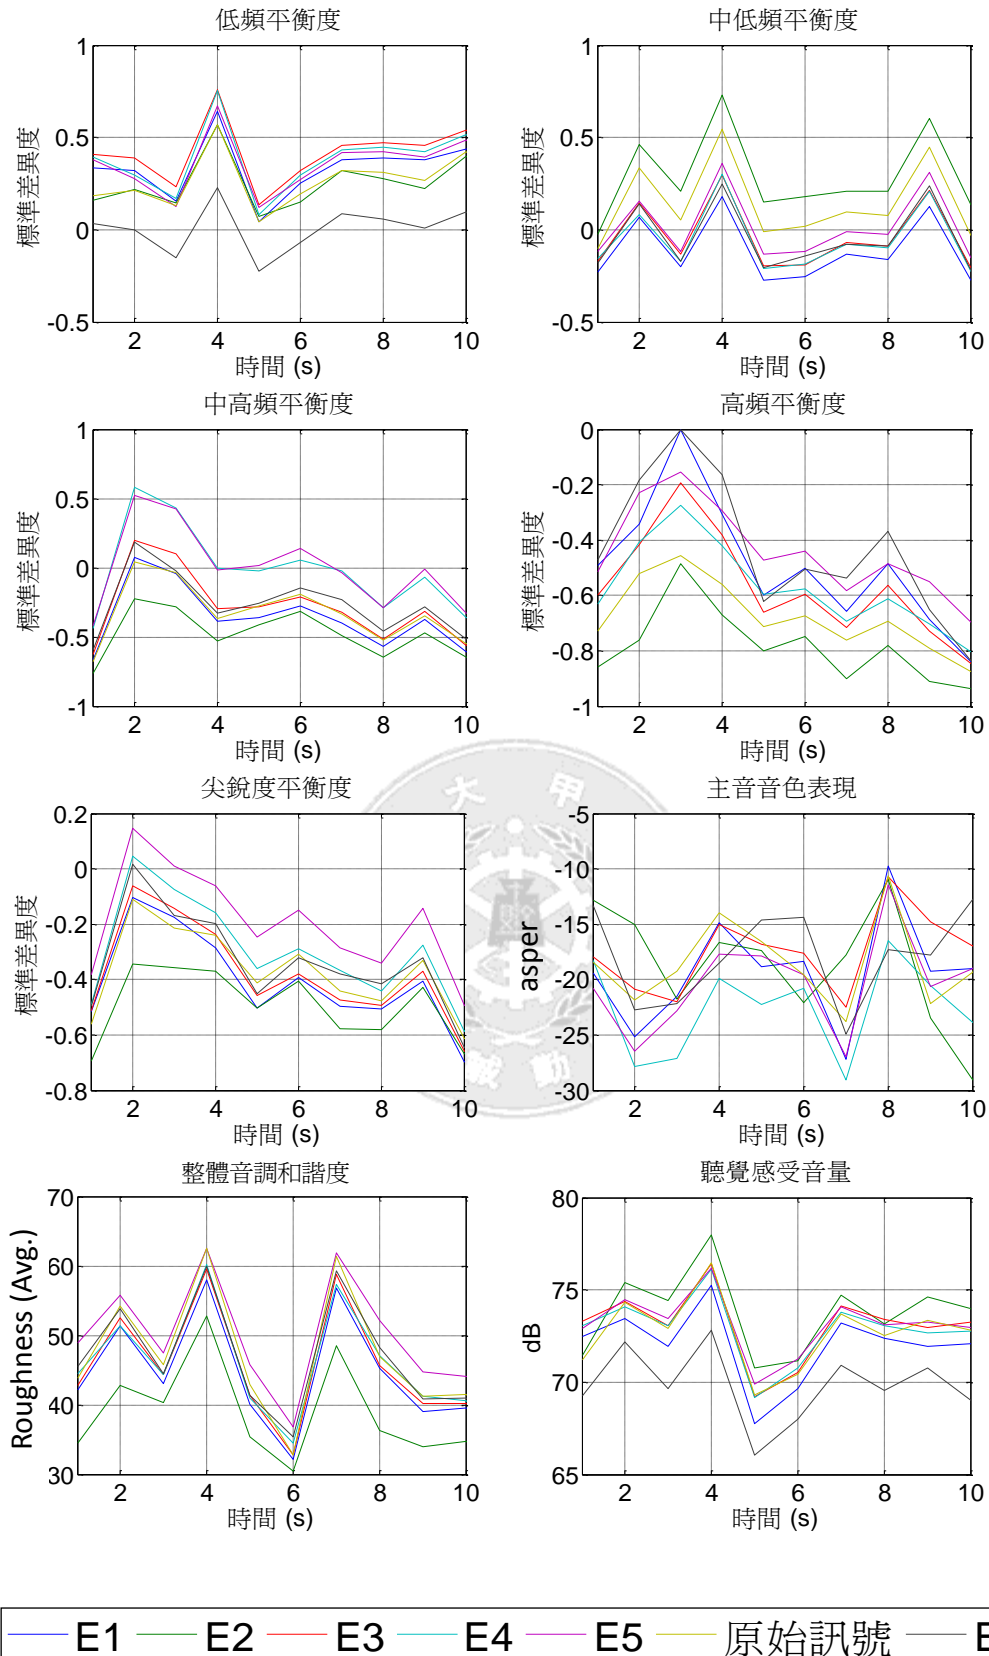 低頻平衡度
1
0.5
0
-0.5
2 4 6 8 10
時間 (s)
標準差異度
中低頻平衡度
1
0.5
0
-0.5
2 4 6 8 10
時間 (s)
標準差異度
中高頻平衡度
1
0.5
0
-0.5
-1
2 4 6 8 10
時間 (s)
標準差異度
高頻平衡度
0
-0.2
-0.4
-0.6
-0.8
-1
2 4 6 8 10
時間 (s)
標準差異度
尖銳度平衡度
0.2
0
-0.2
-0.4
-0.6
-0.8
2 4 6 8 10
時間 (s)
標準差異度
主音音色表現
-5
-10
-15
-20
-25
-30
2 4 6 8 10
時間 (s)
asper
大 甲
整體音調和諧度
70
60
50
40
30
2 4 6 8 10
時間 (s)
Roughness (Avg.)
聽覺感受音量
80
75
70
65
2 4 6 8 10
時間 (s)
dB
E1 E2 E3 E4 E5 原始訊號